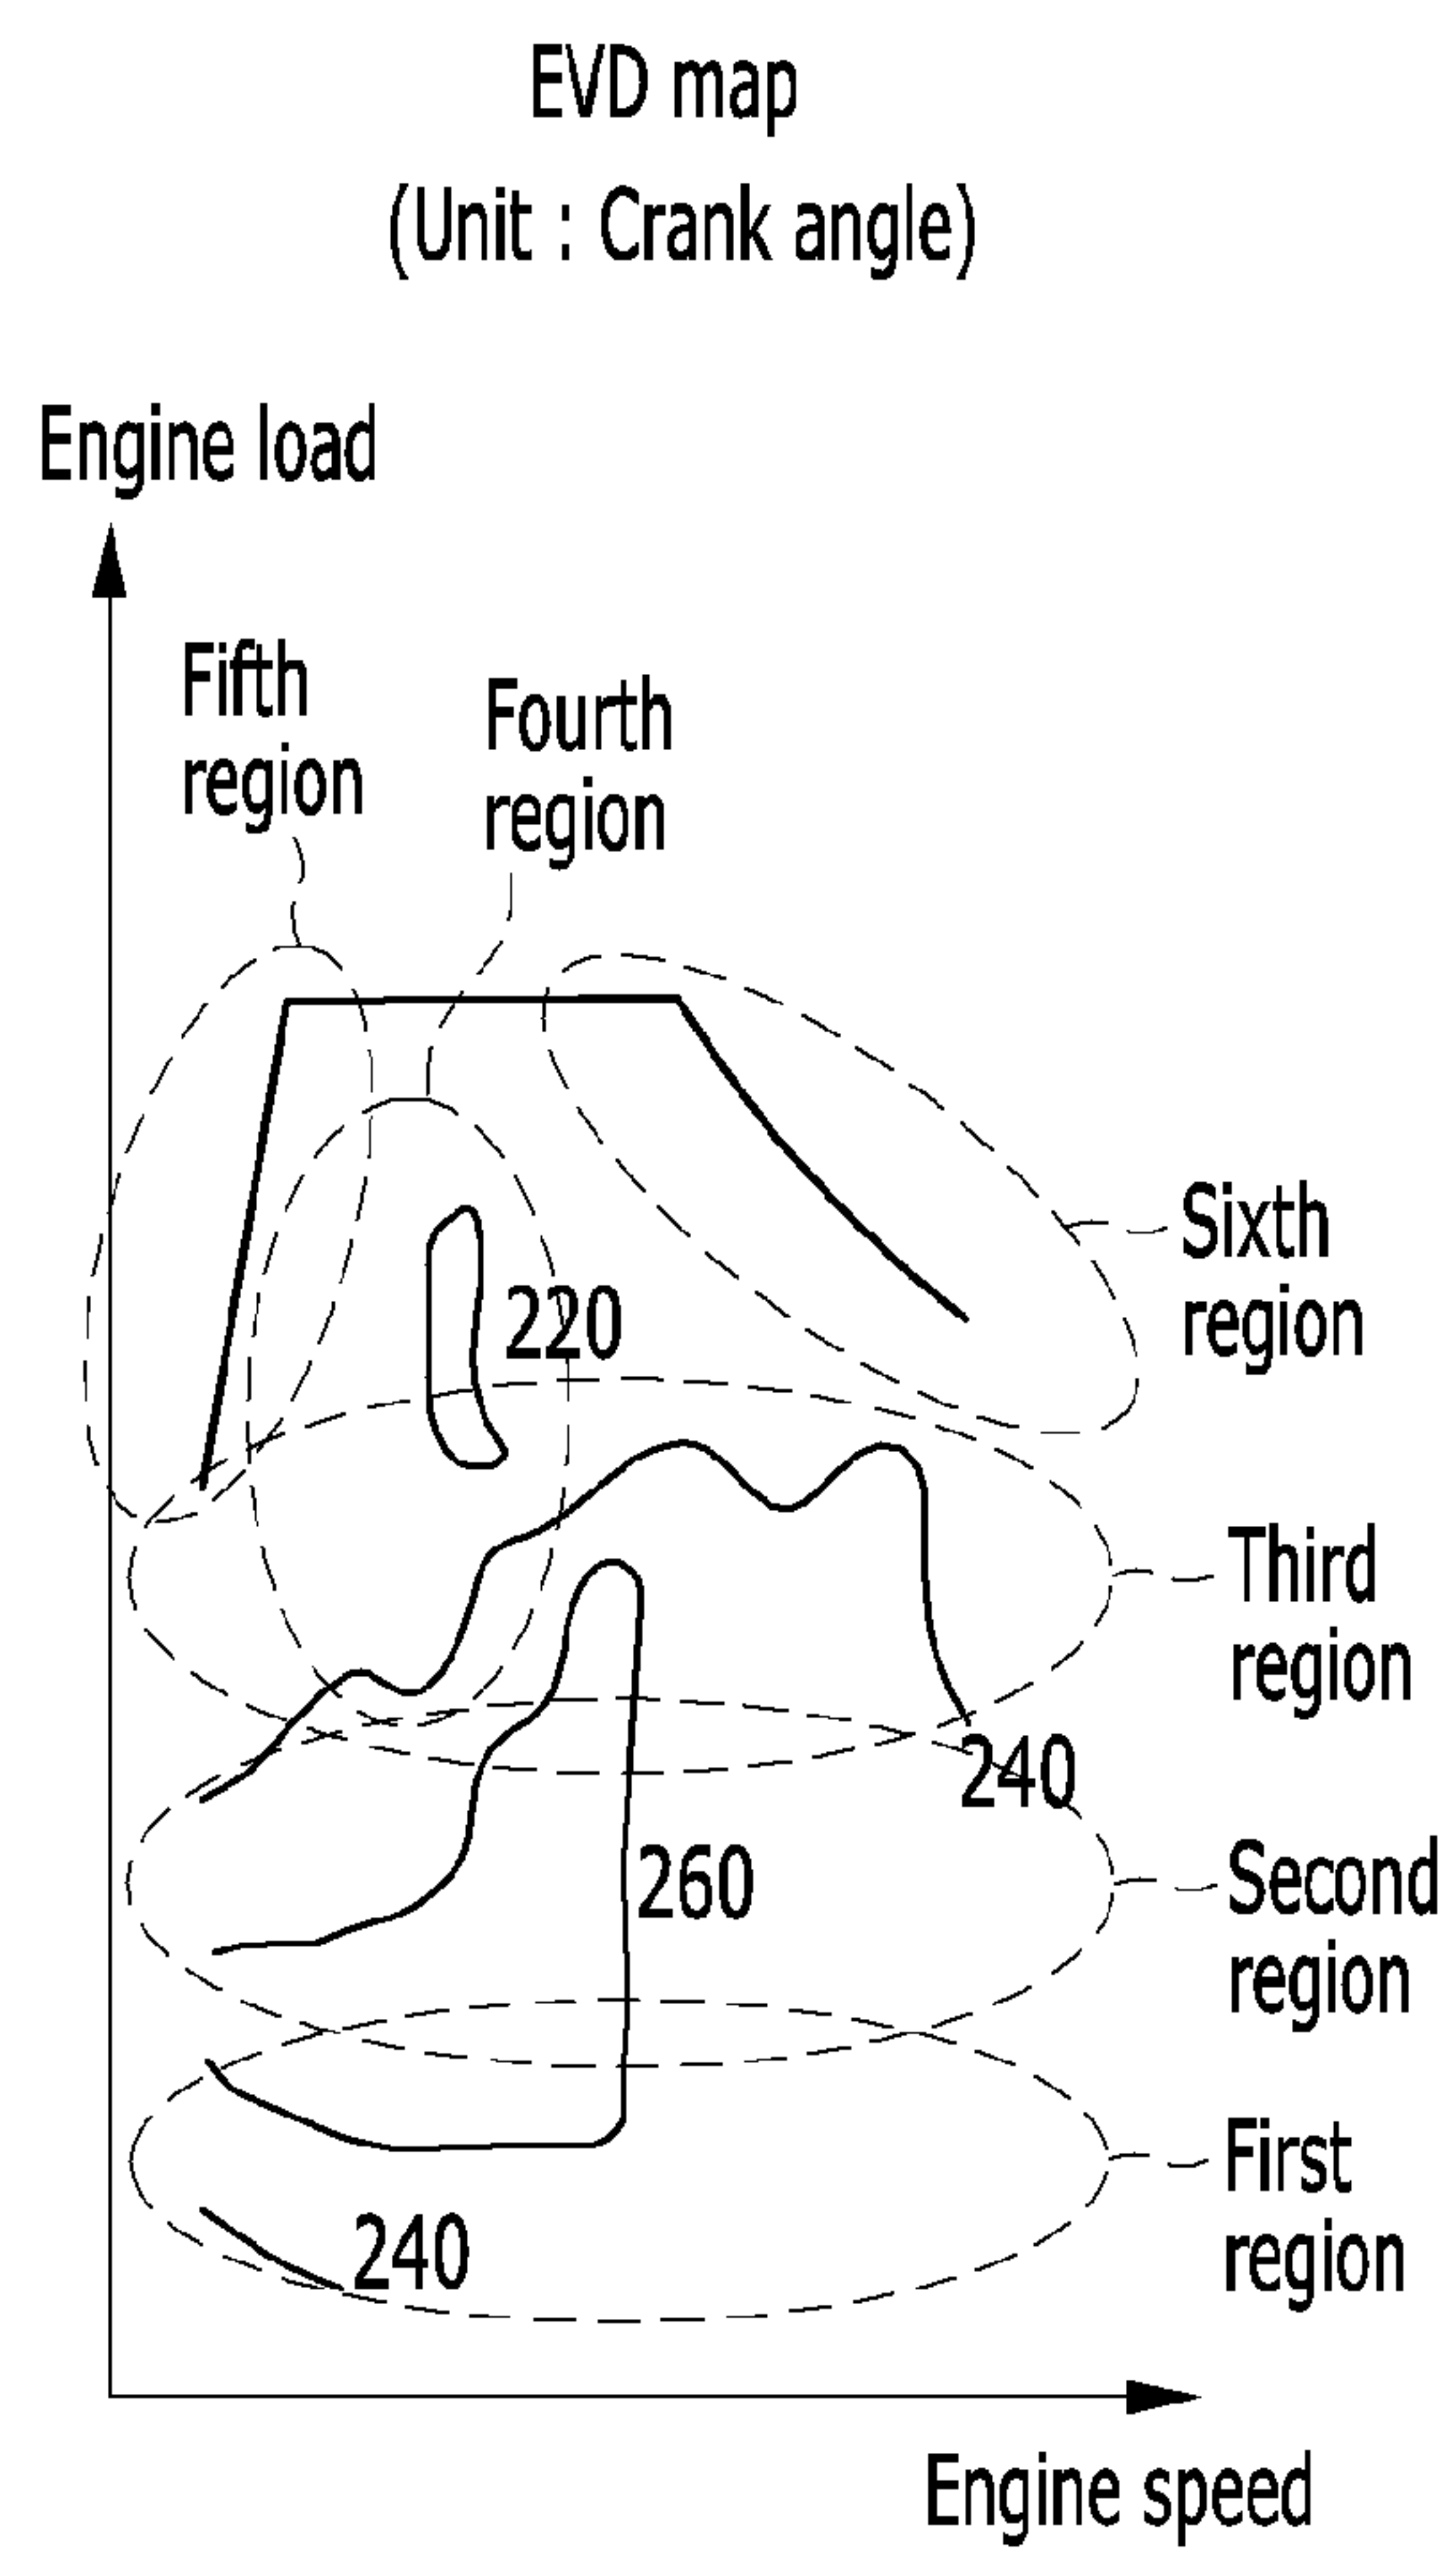 EVD map
(Unit : Crank angle)
Engine load
Fifth
region
Fourth
region
Sixth
region
220
Third
region
240
260
Second
region
First
region
240
Engine speed